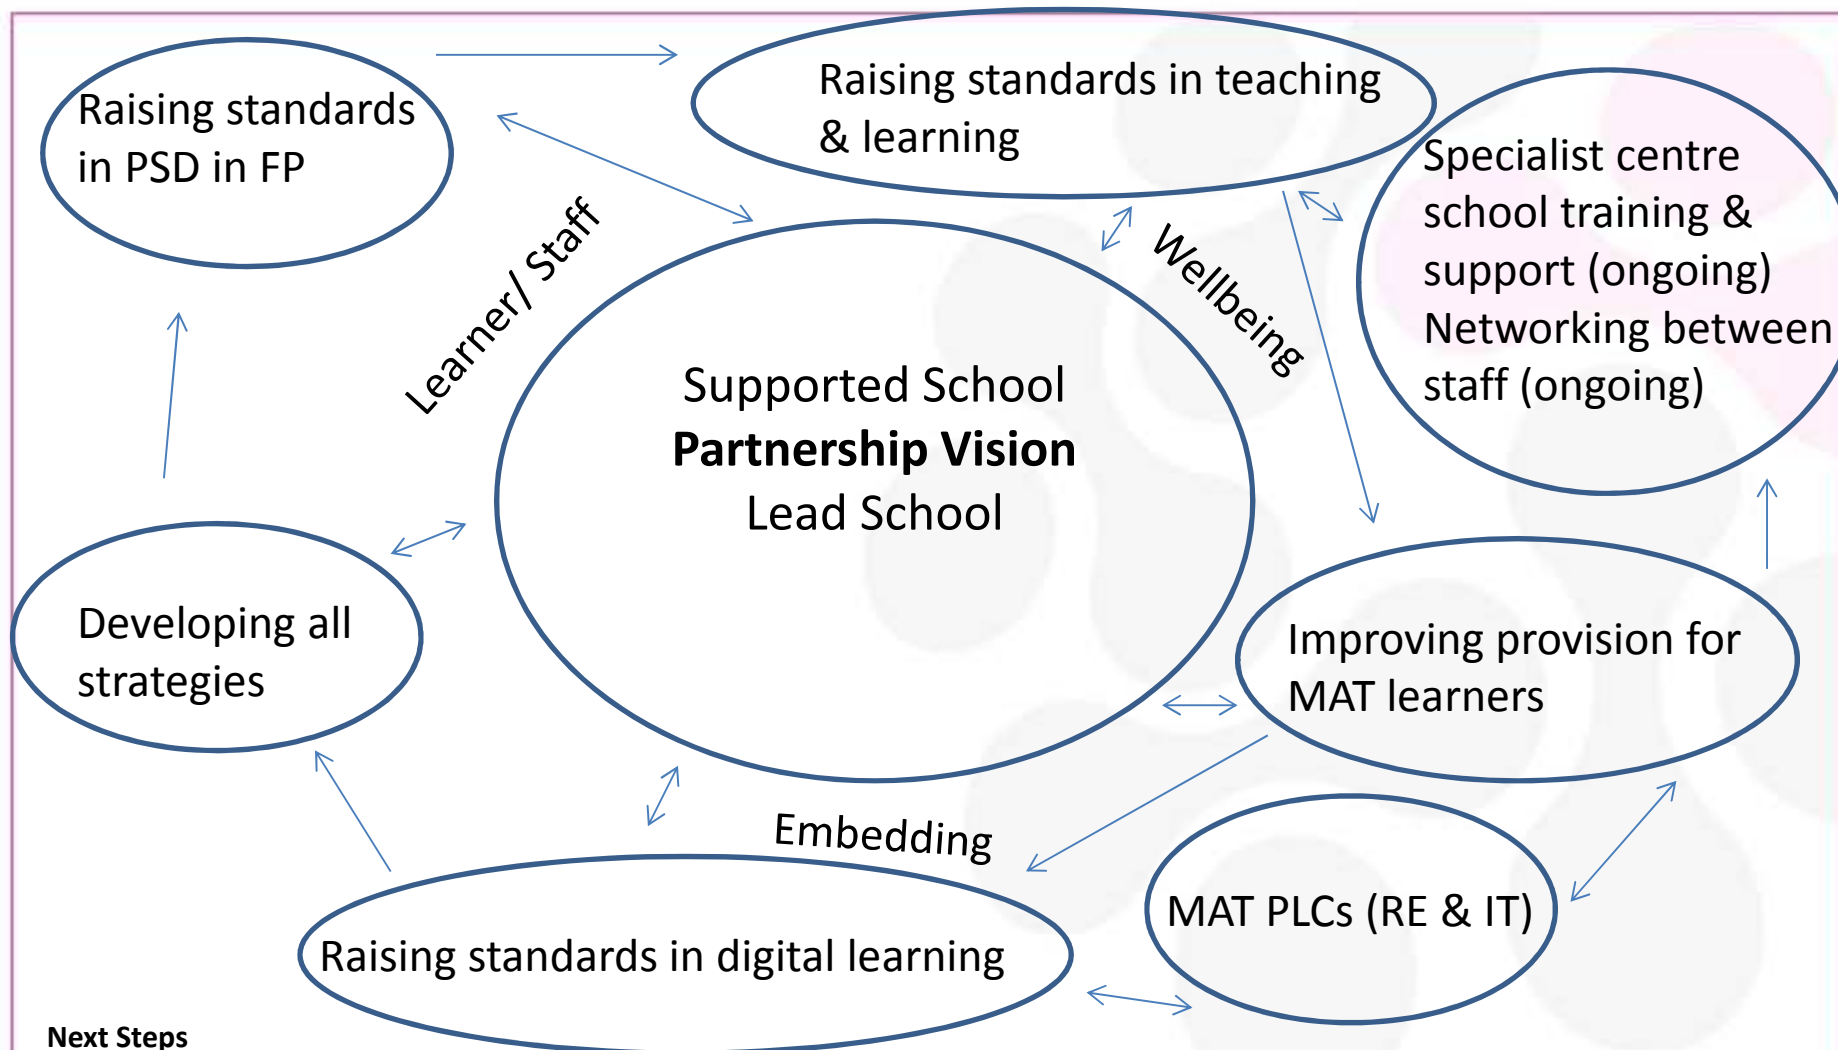 Raising standards
in PSD in FP
Raising standards in teaching
& learning
Specialist centre
school training &
support (ongoing)
Networking between
staff (ongoing)
Learner/ Staff
Wellbeing
Supported School
Partnership Vision
Lead School
Developing all
strategies
Improving provision for
MAT learners
Embedding
MAT PLCs (RE & IT)
Raising standards in digital learning
Next Steps